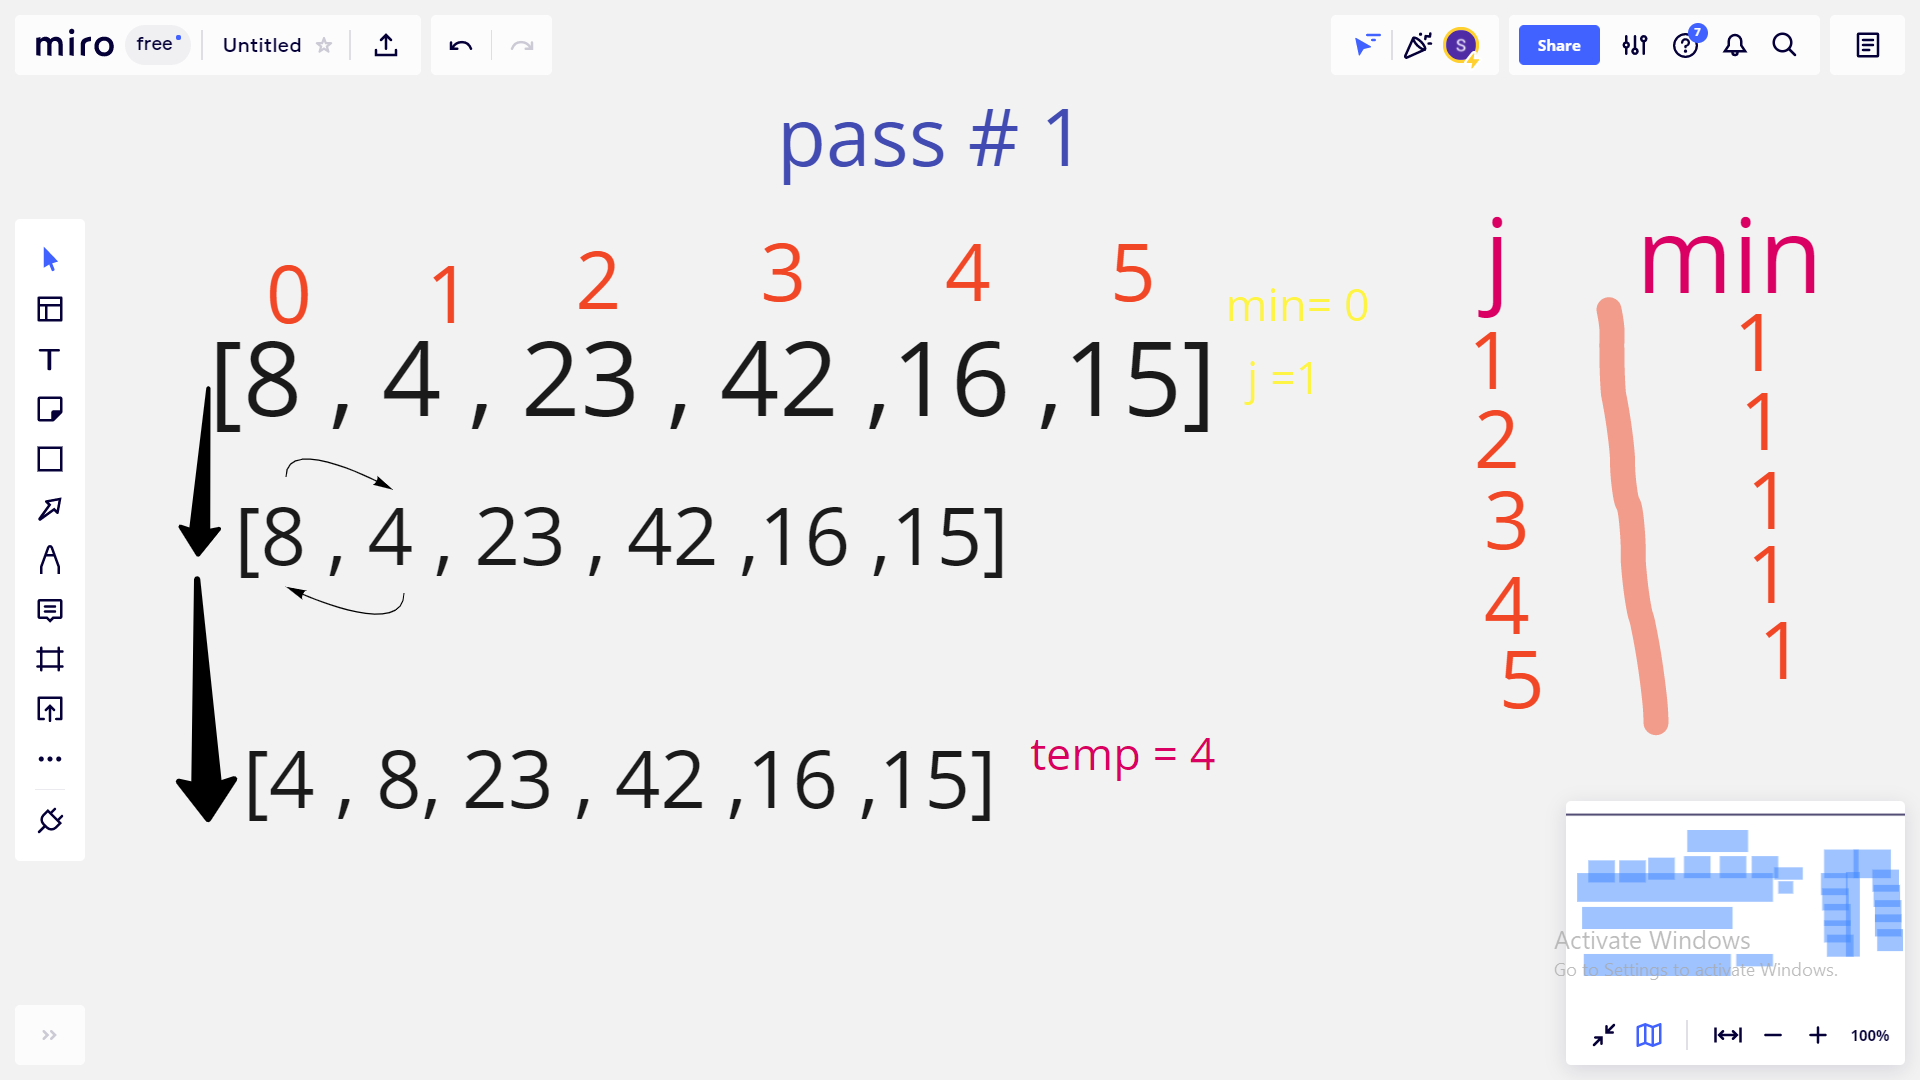 miro free Untitled
S Share 7
pass # 1
0 1 2 3 4 5
[8 , 4 , 23 , 42 ,16 ,15]
min= 0
j =1
[8 , 4 , 23 , 42 ,16 ,15]
[4 , 8, 23 , 42 ,16 ,15]
temp = 4
j min
1 1
2 1
3 1
4 1
5 1
Activate Windows
Go to Settings to activate Windows.
100%